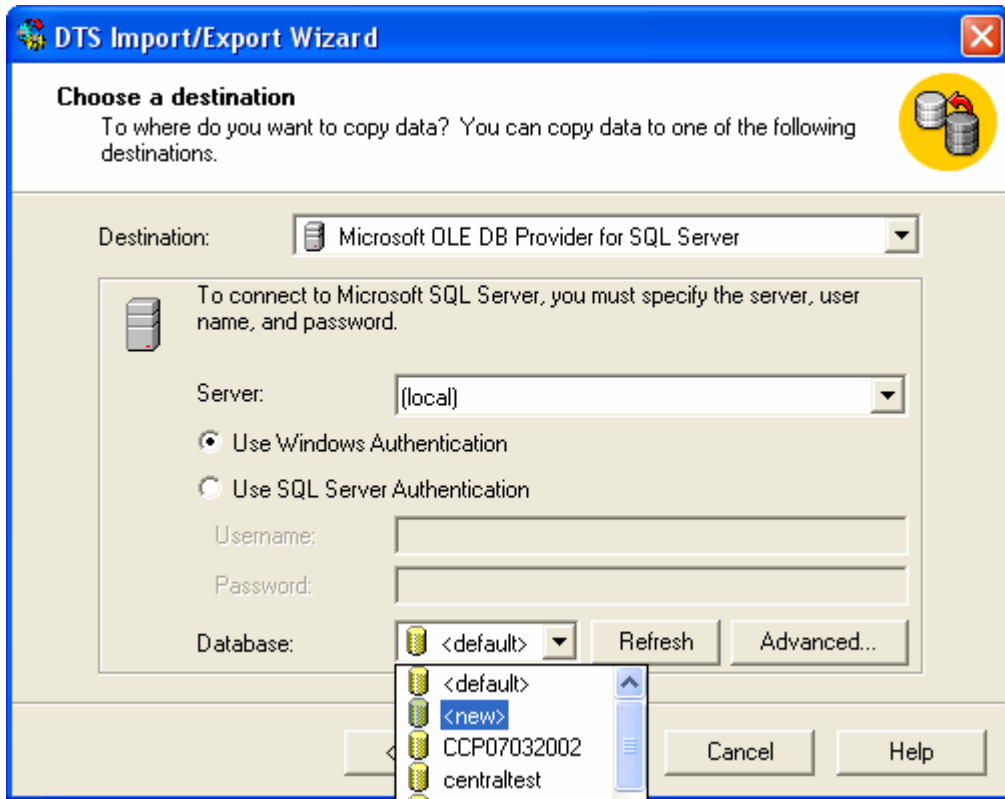 DTS Import/Export Wizard
Choose a destination
To where do you want to copy data? You can copy data to one of the following
destinations.
Destination: Microsoft OLE DB Provider for SQL Server
To connect to Microsoft SQL Server, you must specify the server, user
name, and password.
Server: (local)
Use Windows Authentication
Use SQL Server Authentication
Username:
Password:
Database: <default> Refresh Advanced...
<default>
<new>
CCP07032002
centraltest
< Cancel Help